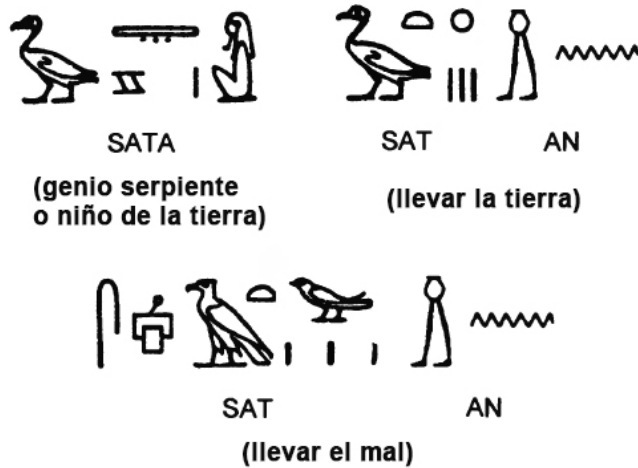 SATA
(genio serpiente
o niño de la tierra)
SAT AN
(llevar la tierra)
SAT AN
(llevar el mal)